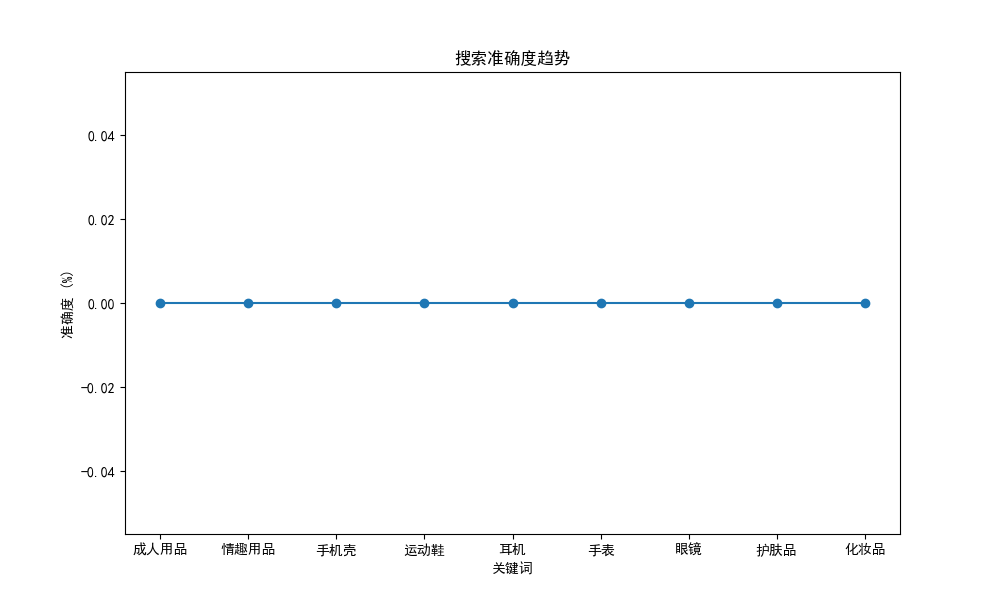 搜索准确度趋势
0.04
0.02
0.00
−0.02
−0.04
准确度 (%)
成人用品 情趣用品 手机壳 运动鞋 耳机 手表 眼镜 护肤品 化妆品
关键词